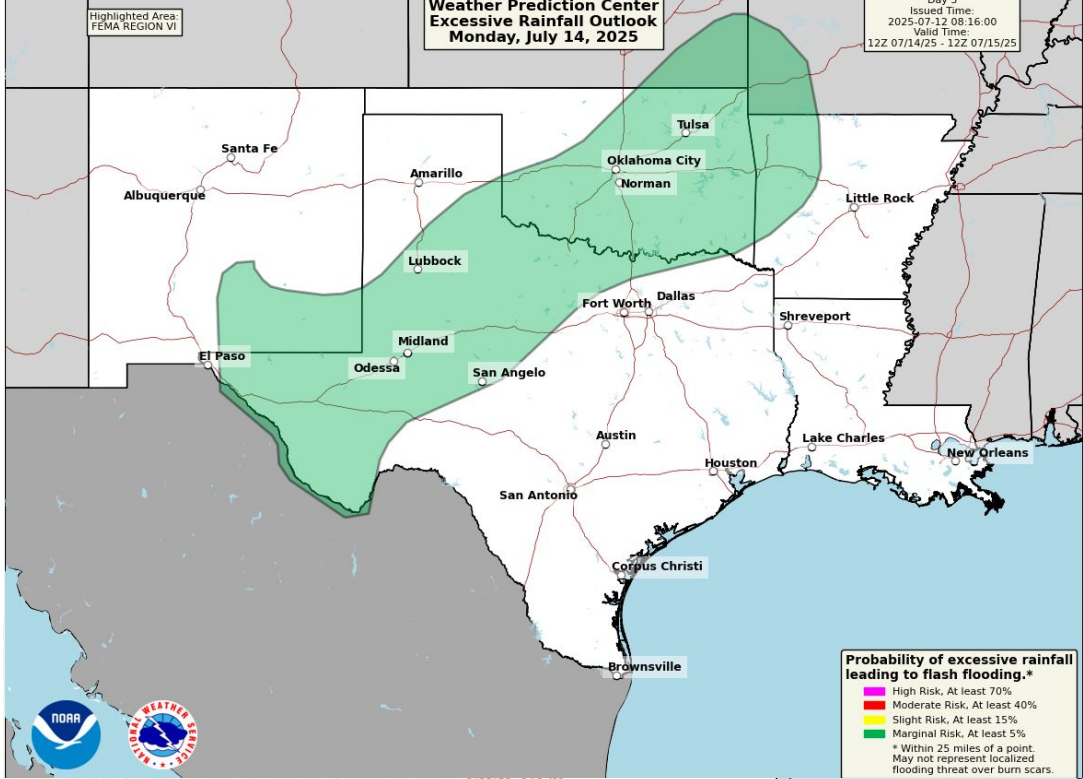 Highlighted Area:
FEMA REGION VI
Weather Prediction Center
Excessive Rainfall Outlook
Monday, July 14, 2025
Issued Time:
2025-07-12 08:16:00
Valid Time:
12Z 07/14/25 - 12Z 07/15/25
Tulsa
Santa Fe
Oklahoma City
Amarillo
Norman
Albuquerque
Little Rock
Lubbock
Dallas
Fort Worth
Shreveport
Midland
El Paso
Odessa
San Angelo
Austin
Lake Charles
New Orleans
Houston
San Antonio
Corpus Christi
Brownsville
Probability of excessive rainfall
leading to flash flooding.*
High Risk, At least 70%
Moderate Risk, At least 40%
Slight Risk, At least 15%
Marginal Risk, At least 5%
* Within 25 miles of a point.
May not represent localized
flooding threat over burn scars.
NOAA
NATIONAL WEATHER SERVICE